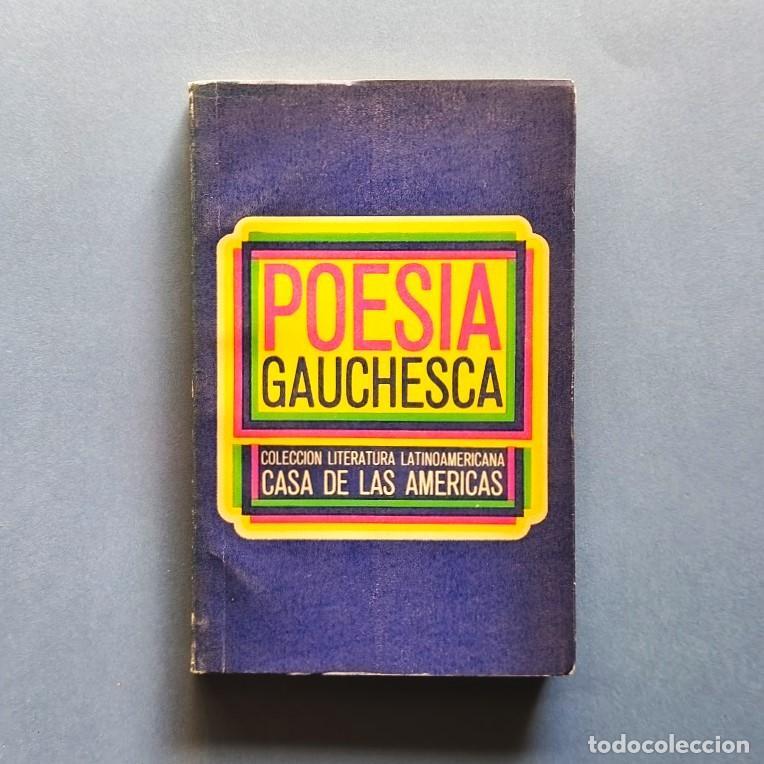 POESIA
GAUCHESCA
COLECCION LITERATURA LATINOAMERICANA
CASA DE LAS AMERICAS
todocoleccion